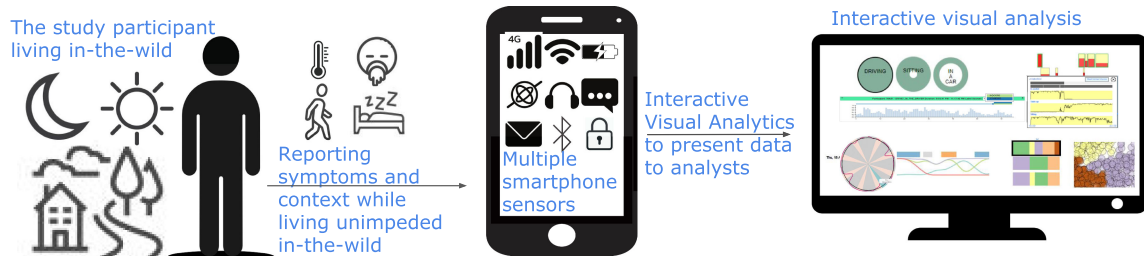 The study participant
living in-the-wild
zzZ
Reporting
symptoms and
context while
living unimpeded
in-the-wild
4G
Multiple
smartphone
sensors
Interactive
Visual Analytics
to present data
to analysts
Interactive visual analysis
DRIVING
SITTING
IN
A
CAR